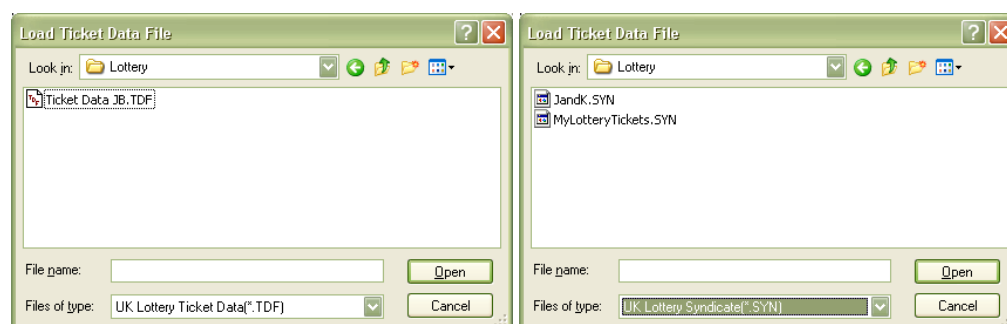 Load Ticket Data File
Look in: Lottery
Ticket Data JB.TDF
File name:
Open
Files of type: UK Lottery Ticket Data(*.TDF)
Cancel
Load Ticket Data File
Look in: Lottery
JandK.SYN
MyLotteryTickets.SYN
File name:
Open
Files of type: UK Lottery Syndicate(*.SYN)
Cancel